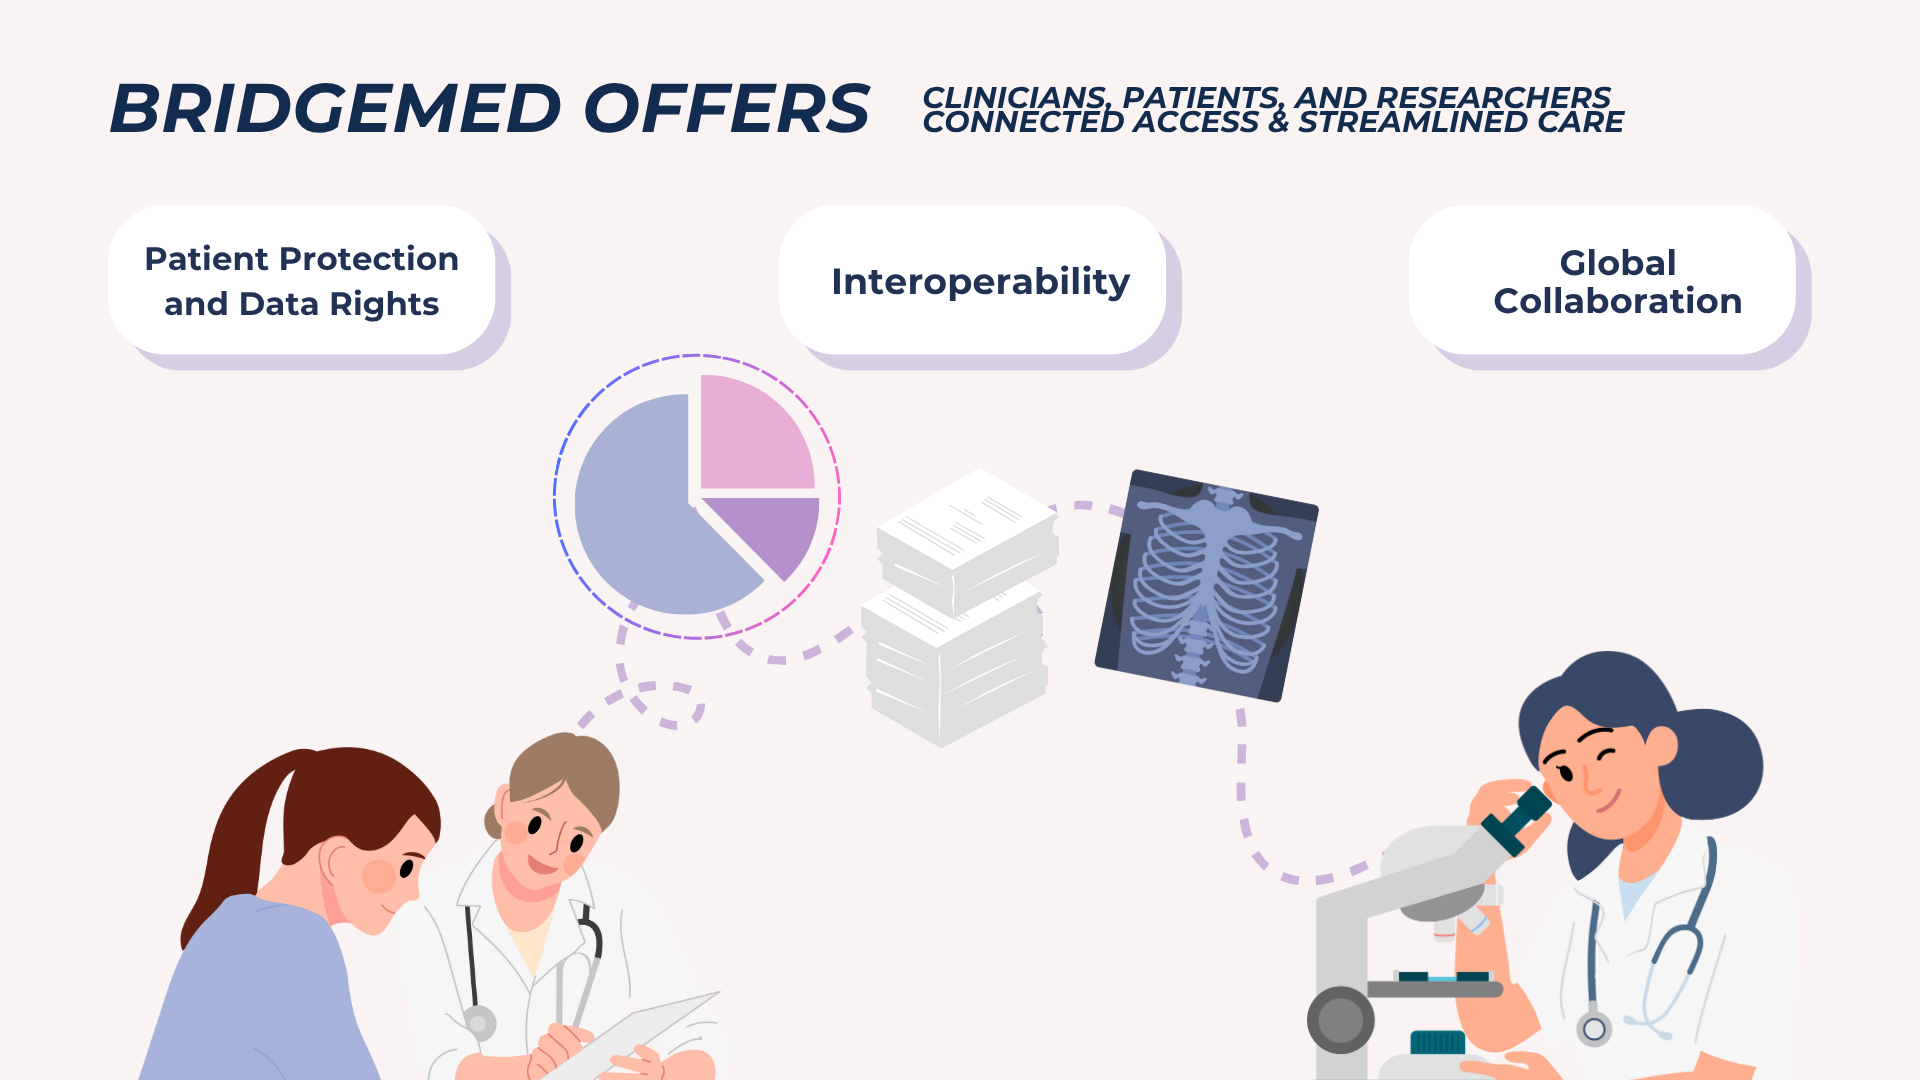 BRIDGEMED OFFERS
CLINICIANS, PATIENTS, AND RESEARCHERS
CONNECTED ACCESS & STREAMLINED CARE
Patient Protection
and Data Rights
Interoperability
Global
Collaboration